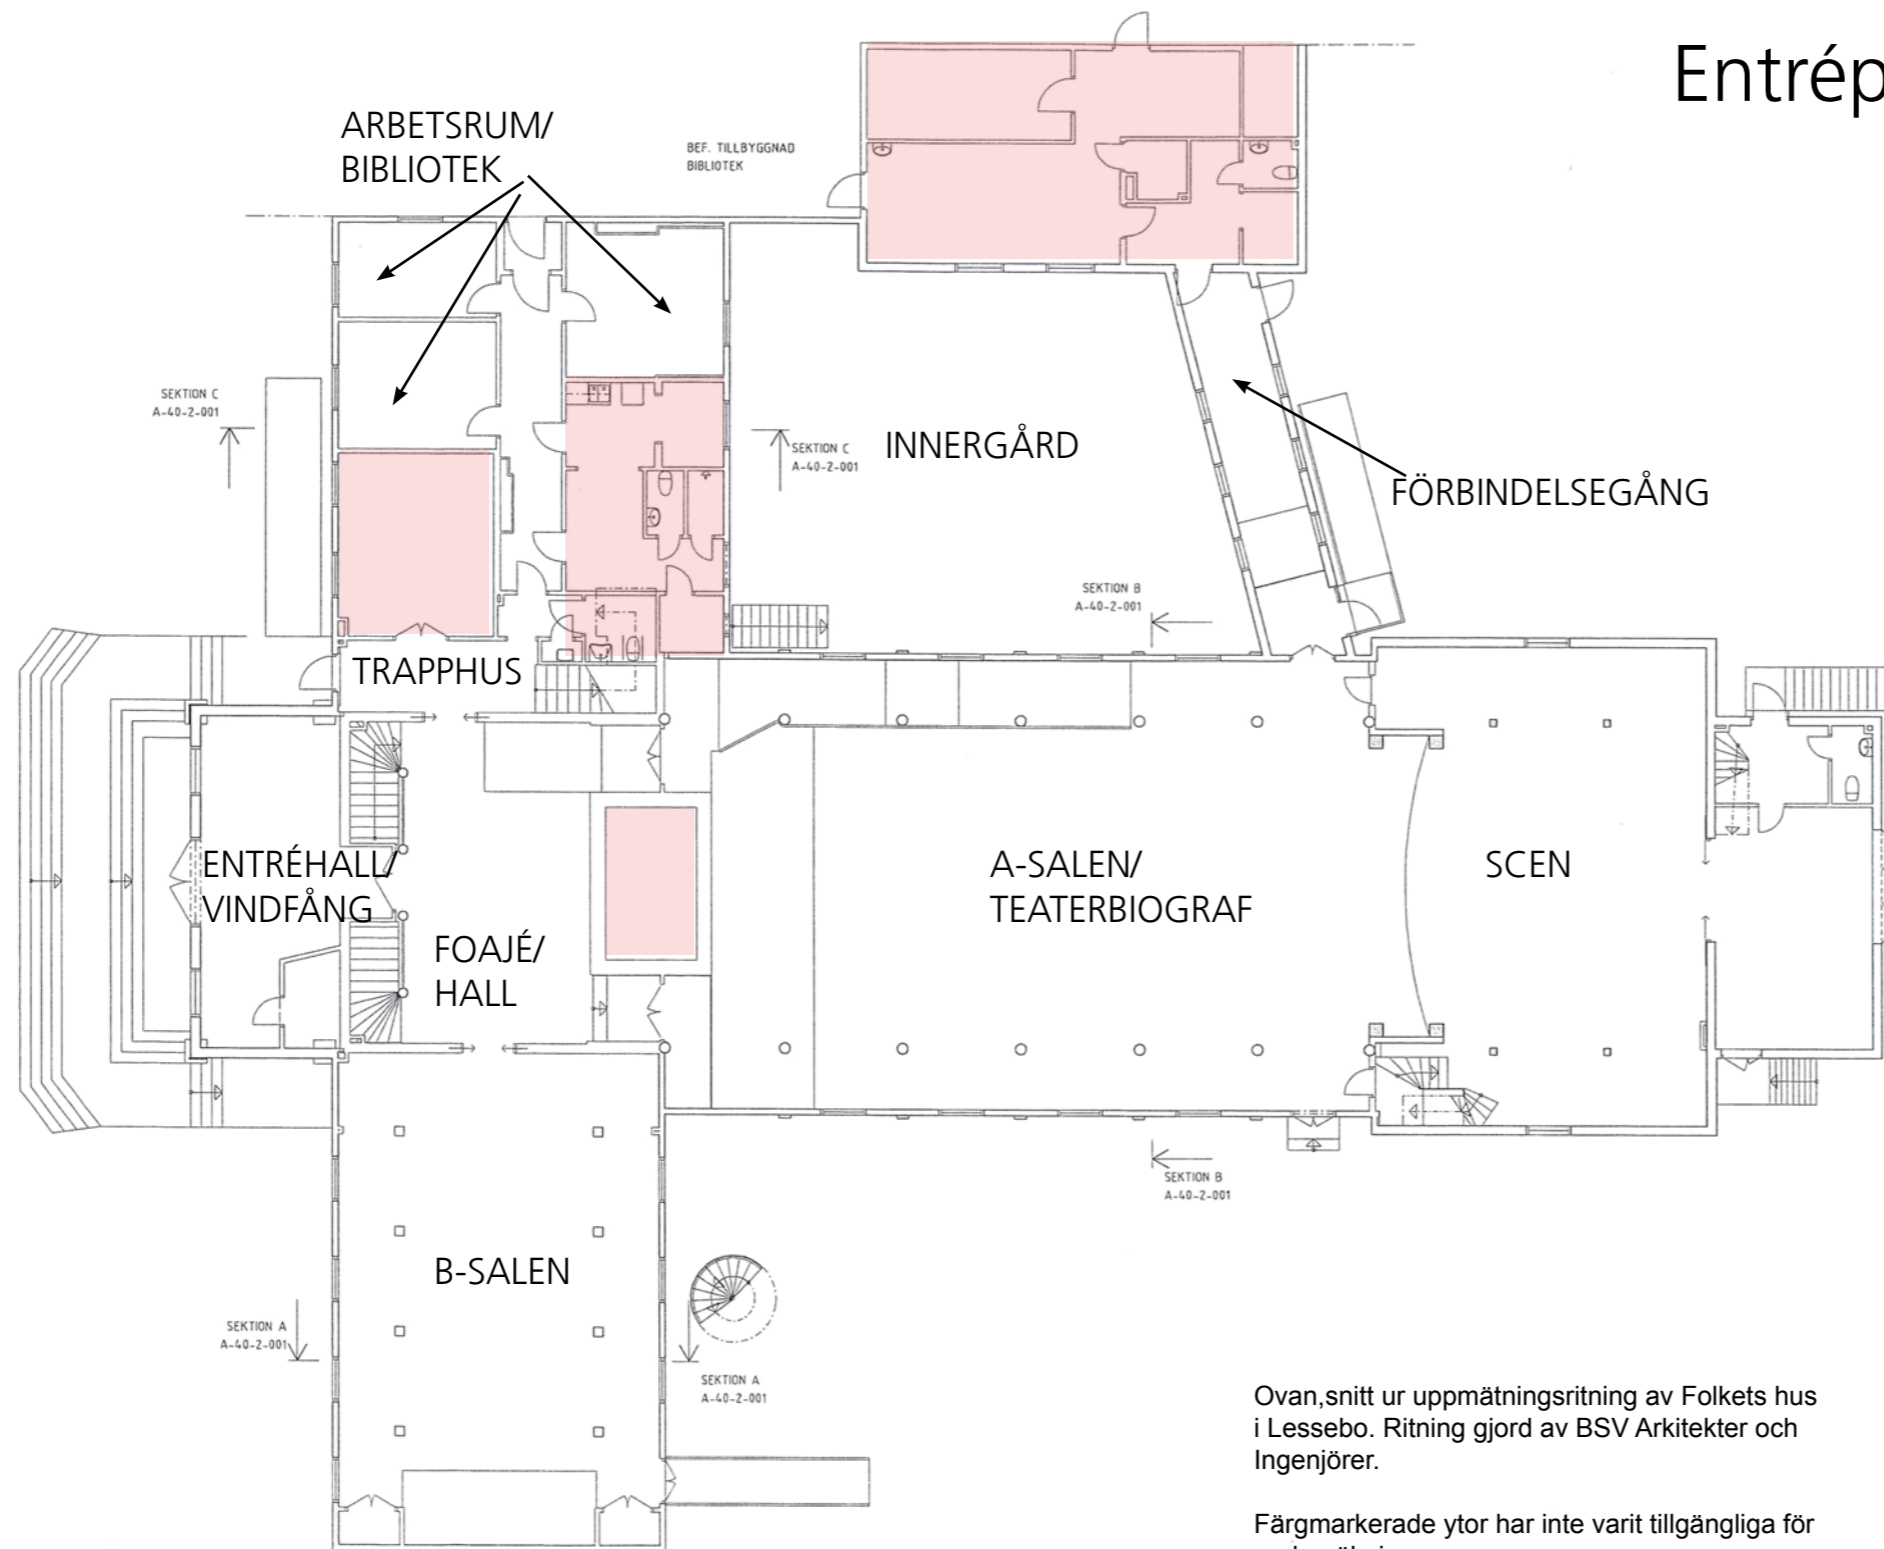 Entrép
ARBETSRUM/
BIBLIOTEK
BEF. TILLBYGGNAD
BIBLIOTEK
SEKTION C
A-40-2-001
SEKTION C
A-40-2-001
INNERGÅRD
FÖRBINDELSEGÅNG
SEKTION B
A-40-2-001
TRAPPHUS
ENTRÉHALL/
VINDFÅNG
FOAJÉ/
HALL
A-SALEN/
TEATERBIOGRAF
SCEN
SEKTION B
A-40-2-001
B-SALEN
SEKTION A
A-40-2-001
SEKTION A
A-40-2-001
Ovan,snitt ur uppmätningsritning av Folkets hus
i Lessebo. Ritning gjord av BSV Arkitekter och
Ingenjörer.
Färgmarkerade ytor har inte varit tillgängliga för